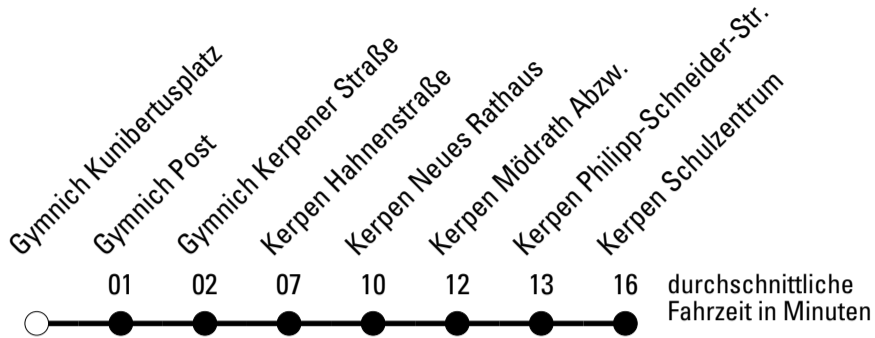 Gymnich Kunibertusplatz
Gymnich Post
Gymnich Kerpener Straße
Kerpen Hahnenstraße
Kerpen Neues Rathaus
Kerpen Mödrath Abzw.
Kerpen Philipp-Schneider-Str.
Kerpen Schulzentrum
01 02 07 10 12 13 16 durchschnittliche
Fahrzeit in Minuten